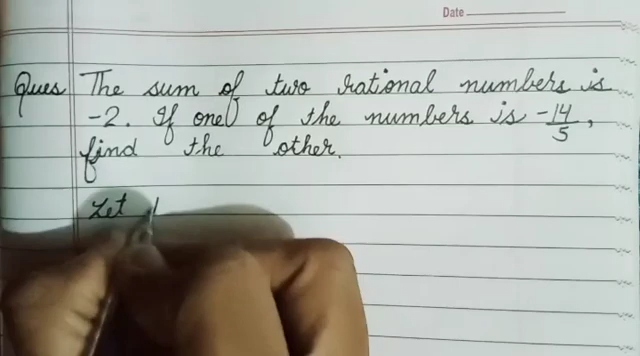 Date
Ques The sum of two rational numbers is
-2. If one of the numbers is -14/5,
find the other.
Let